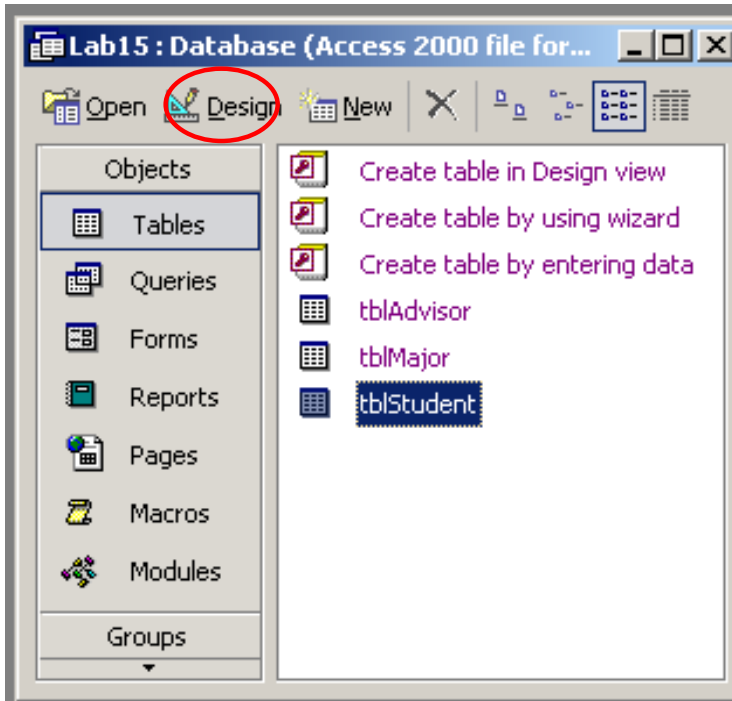 Lab15 : Database (Access 2000 file for...
Open Design New
Objects
Tables
Queries
Forms
Reports
Pages
Macros
Modules
Groups
Create table in Design view
Create table by using wizard
Create table by entering data
tblAdvisor
tblMajor
tblStudent